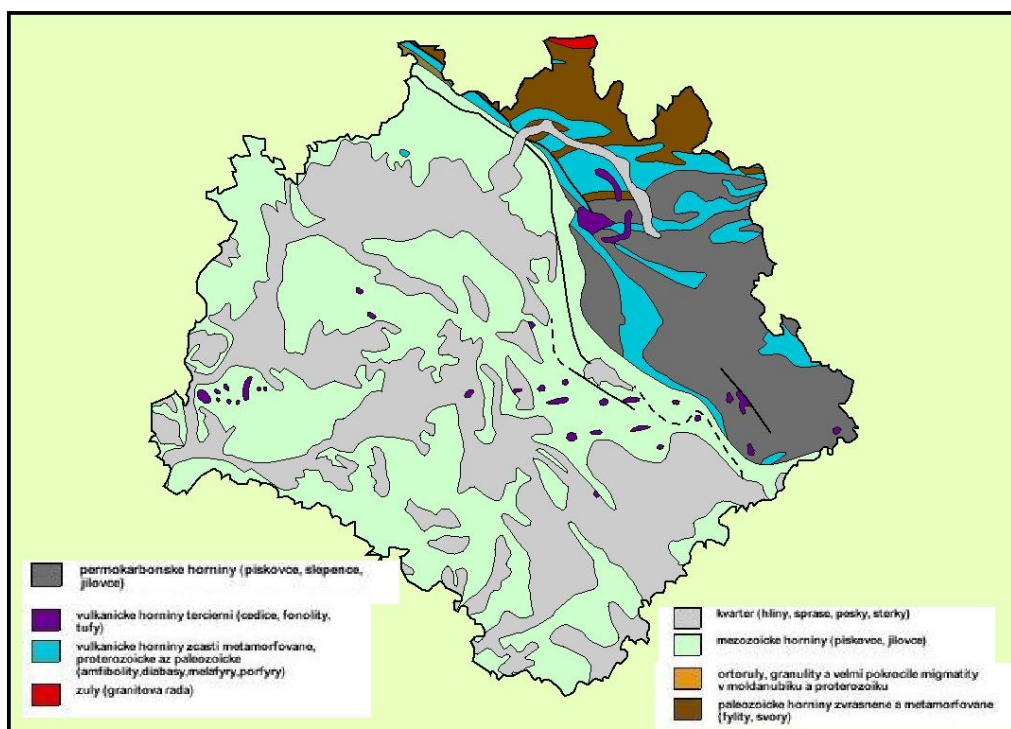 permokarbonske horniny (piskovce, slepence,
jilovce)
vulkanicke horniny tercierni (cedice, fonolity,
tufy)
vulkanicke horniny zcasti metamorfovane,
proterozoicke az paleozoicke
(amfibolity,diabasy,melafyry,porfyry)
zuly (granitova rada)
kvarter (hliny, sprase, pesky, sterky)
mezozoicke horniny (piskovce, jilovce)
ortoruly, granulity a velmi pokrocile migmatity
v moldanubiku a proterozoiku
paleozoicke horniny zvrasnene a metamorfovane
(fylity, svory)